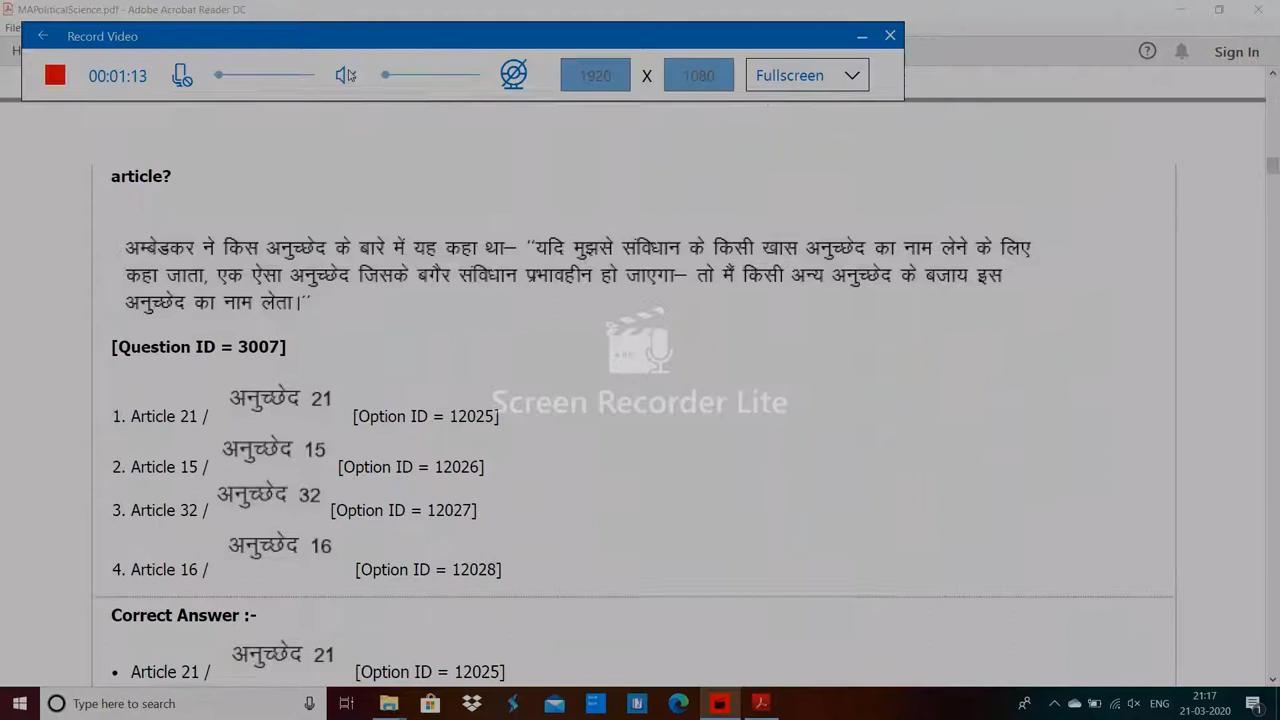 MAPoliticalScience.pdf - Adobe Acrobat Reader DC
Record Video
00:01:13
1920 X 1080 Fullscreen
Sign In
article?
अम्बेडकर ने किस अनुच्छेद के बारे में यह कहा था– ‘‘यदि मुझसे संविधान के किसी खास अनुच्छेद का नाम लेने के लिए
कहा जाता, एक ऐसा अनुच्छेद जिसके बगैर संविधान प्रभावहीन हो जाएगा– तो मैं किसी अन्य अनुच्छेद के बजाय इस
अनुच्छेद का नाम लेता।’’
[Question ID = 3007]
1. Article 21 / अनुच्छेद 21 [Option ID = 12025]
2. Article 15 / अनुच्छेद 15 [Option ID = 12026]
3. Article 32 / अनुच्छेद 32 [Option ID = 12027]
4. Article 16 / अनुच्छेद 16 [Option ID = 12028]
Screen Recorder Lite
Correct Answer :-
• Article 21 / अनुच्छेद 21 [Option ID = 12025]
Type here to search
ENG
21:17
21-03-2020